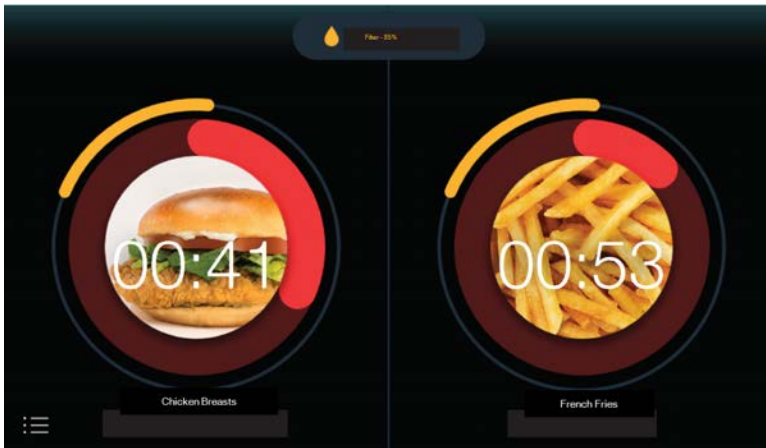 Filter - 55%
00:41
00:53
Chicken Breasts
French Fries